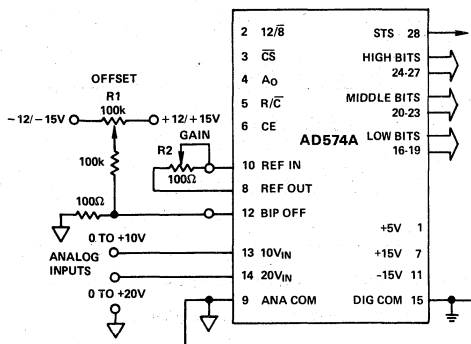 2 12/8̅ STS 28
3 C̅S̅ HIGH BITS
24-27
OFFSET
4 AO
R1
100k
MIDDLE BITS
20-23
5 R/C̅
−12/−15V +12/+15V
6 CE
AD574A
GAIN
LOW BITS
16-19
R2
100k
100Ω
10 REF IN
8 REF OUT
100Ω
12 BIP OFF
+5V 1
0 TO +10V
13 10VIN
+15V 7
ANALOG
INPUTS
14 20VIN
−15V 11
0 TO +20V
9 ANA COM DIG COM 15